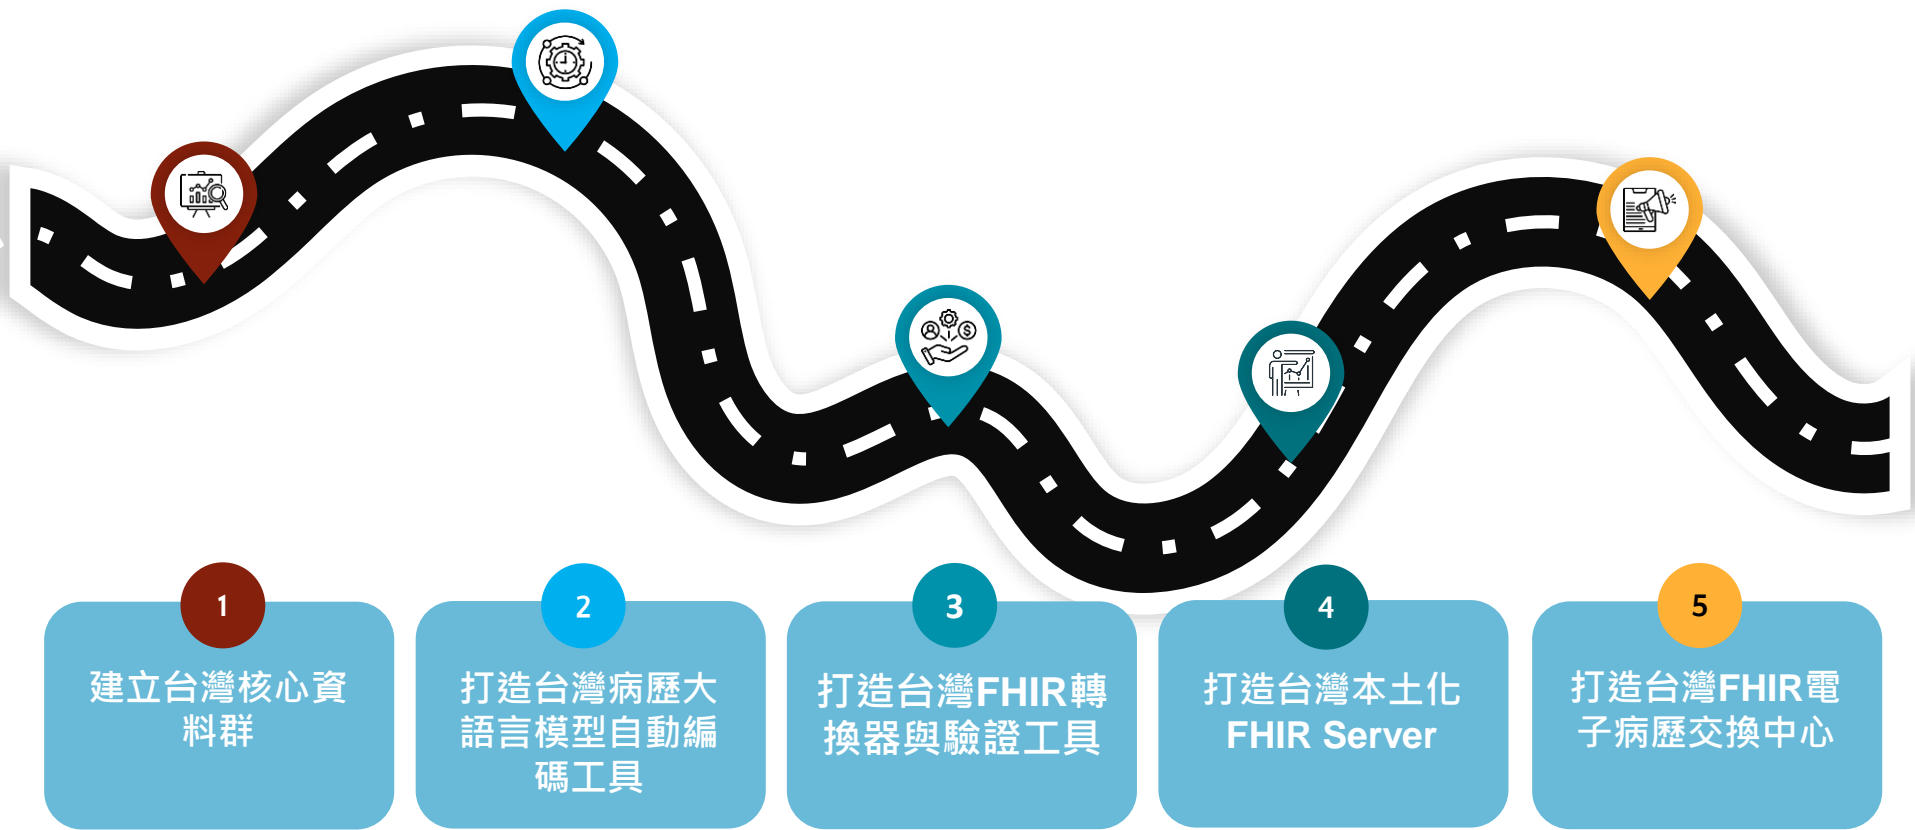 1
建立台灣核心資
料群
2
打造台灣病歷大
語言模型自動編
碼工具
3
打造台灣FHIR轉
換器與驗證工具
4
打造台灣本土化
FHIR Server
5
打造台灣FHIR電
子病歷交換中心